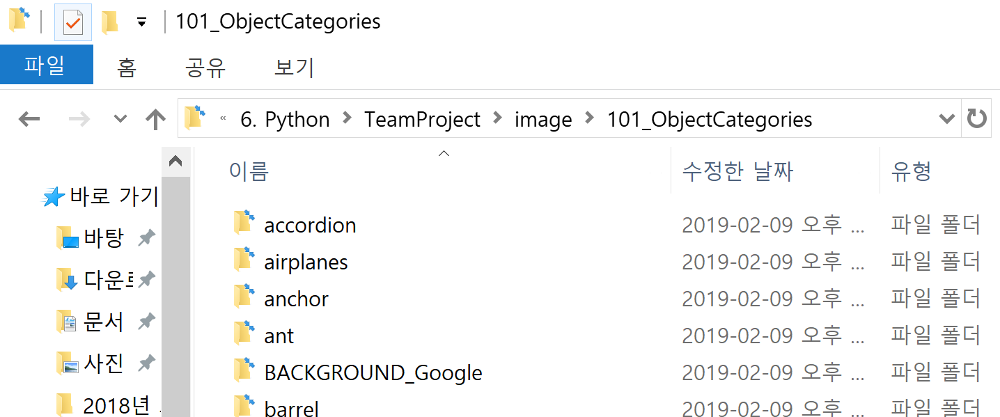 101_ObjectCategories
파일 홈 공유 보기
« 6. Python > TeamProject > image > 101_ObjectCategories
이름 수정한 날짜 유형
바로 가기
바탕
다운로
문서
사진
2018년
accordion 2019-02-09 오후 ... 파일 폴더
airplanes 2019-02-09 오후 ... 파일 폴더
anchor 2019-02-09 오후 ... 파일 폴더
ant 2019-02-09 오후 ... 파일 폴더
BACKGROUND_Google 2019-02-09 오후 ... 파일 폴더
barrel 2019-02-09 오후 ... 파일 폴더